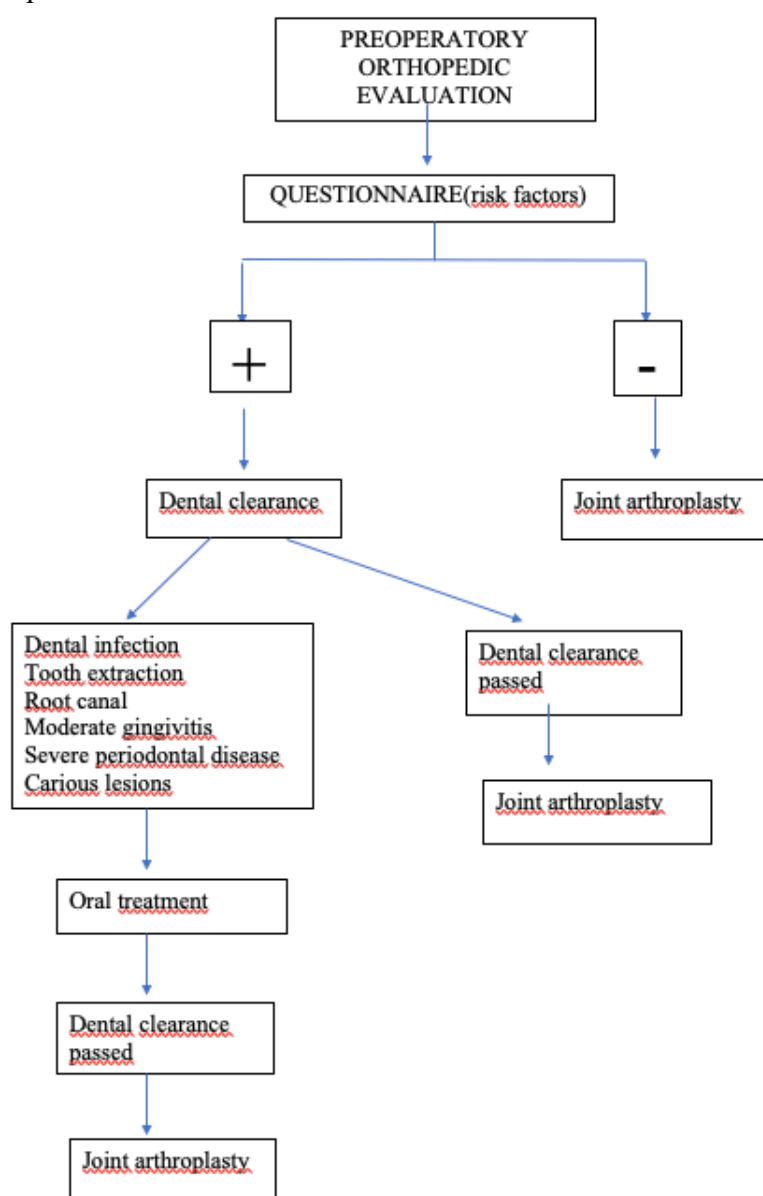 PREOPERATORY
ORTHOPEDIC
EVALUATION
QUESTIONNAIRE(risk factors)
+
-
Dental clearance
Joint arthroplasty
Dental infection
Tooth extraction
Root canal
Moderate gingivitis
Severe periodontal disease
Carious lesions
Dental clearance
passed
Joint arthroplasty
Oral treatment
Dental clearance
passed
Joint arthroplasty